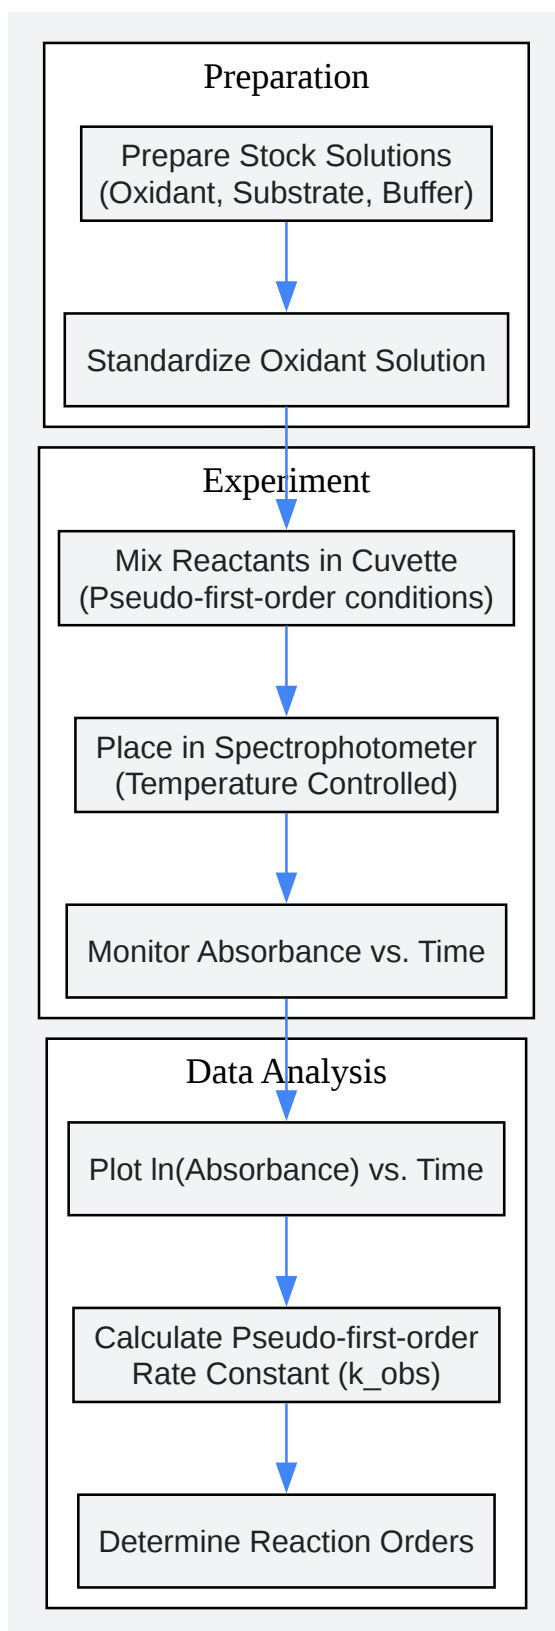 Preparation
Prepare Stock Solutions
(Oxidant, Substrate, Buffer)
Standardize Oxidant Solution
Experiment
Mix Reactants in Cuvette
(Pseudo-first-order conditions)
Place in Spectrophotometer
(Temperature Controlled)
Monitor Absorbance vs. Time
Data Analysis
Plot ln(Absorbance) vs. Time
Calculate Pseudo-first-order
Rate Constant (k_obs)
Determine Reaction Orders